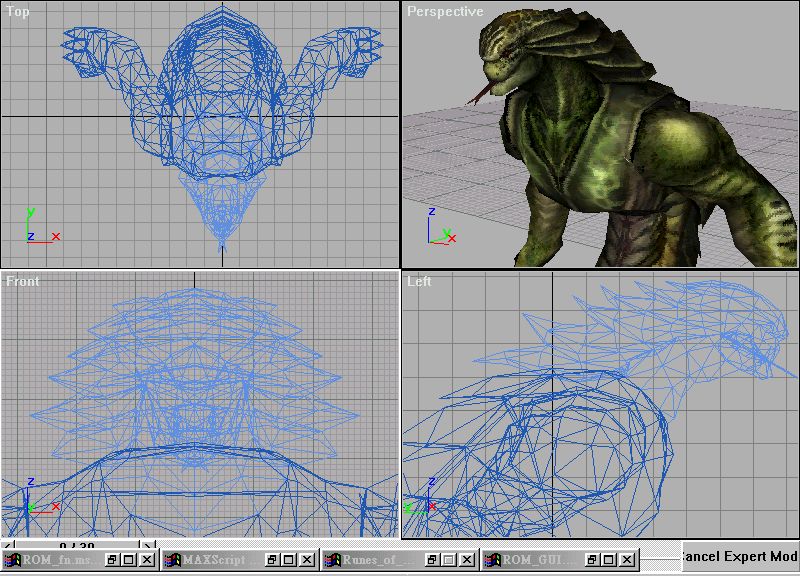 Top
Perspective
y
z x
z
y
x
Front
Left
z
y x
z
x
0 / 30
ROM_fn.ms...
MAXScript ...
Runes_of_...
ROM_GUI....
ancel Expert Mod